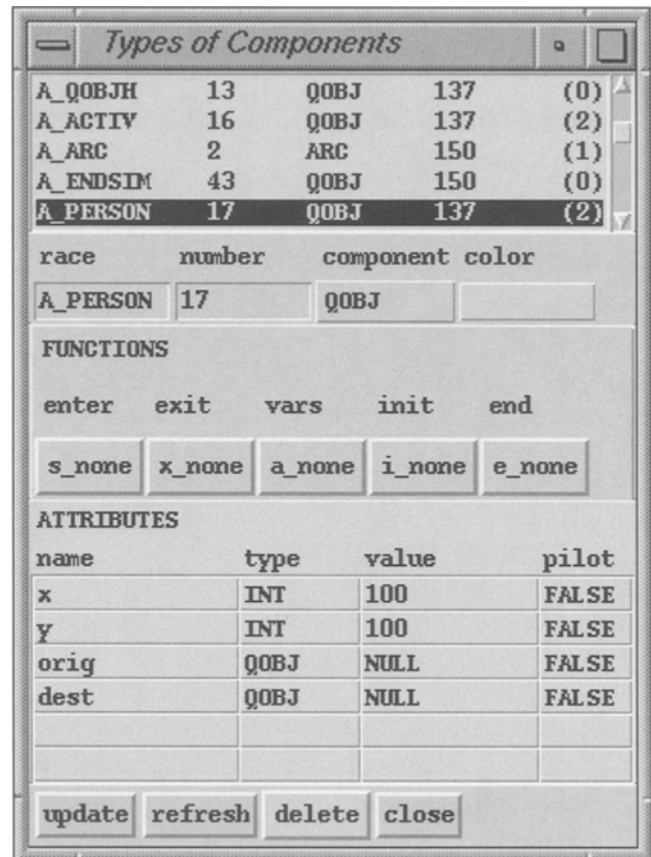 Types of Components
A_QOBJH 13 QOBJ 137 (0)
A_ACTIV 16 QOBJ 137 (2)
A_ARC 2 ARC 150 (1)
A_ENDSIM 43 QOBJ 150 (0)
A_PERSON 17 QOBJ 137 (2)
race number component color
A_PERSON 17 QOBJ
FUNCTIONS
enter exit vars init end
s_none x_none a_none i_none e_none
ATTRIBUTES
name type value pilot
x INT 100 FALSE
y INT 100 FALSE
orig QOBJ NULL FALSE
dest QOBJ NULL FALSE
update refresh delete close